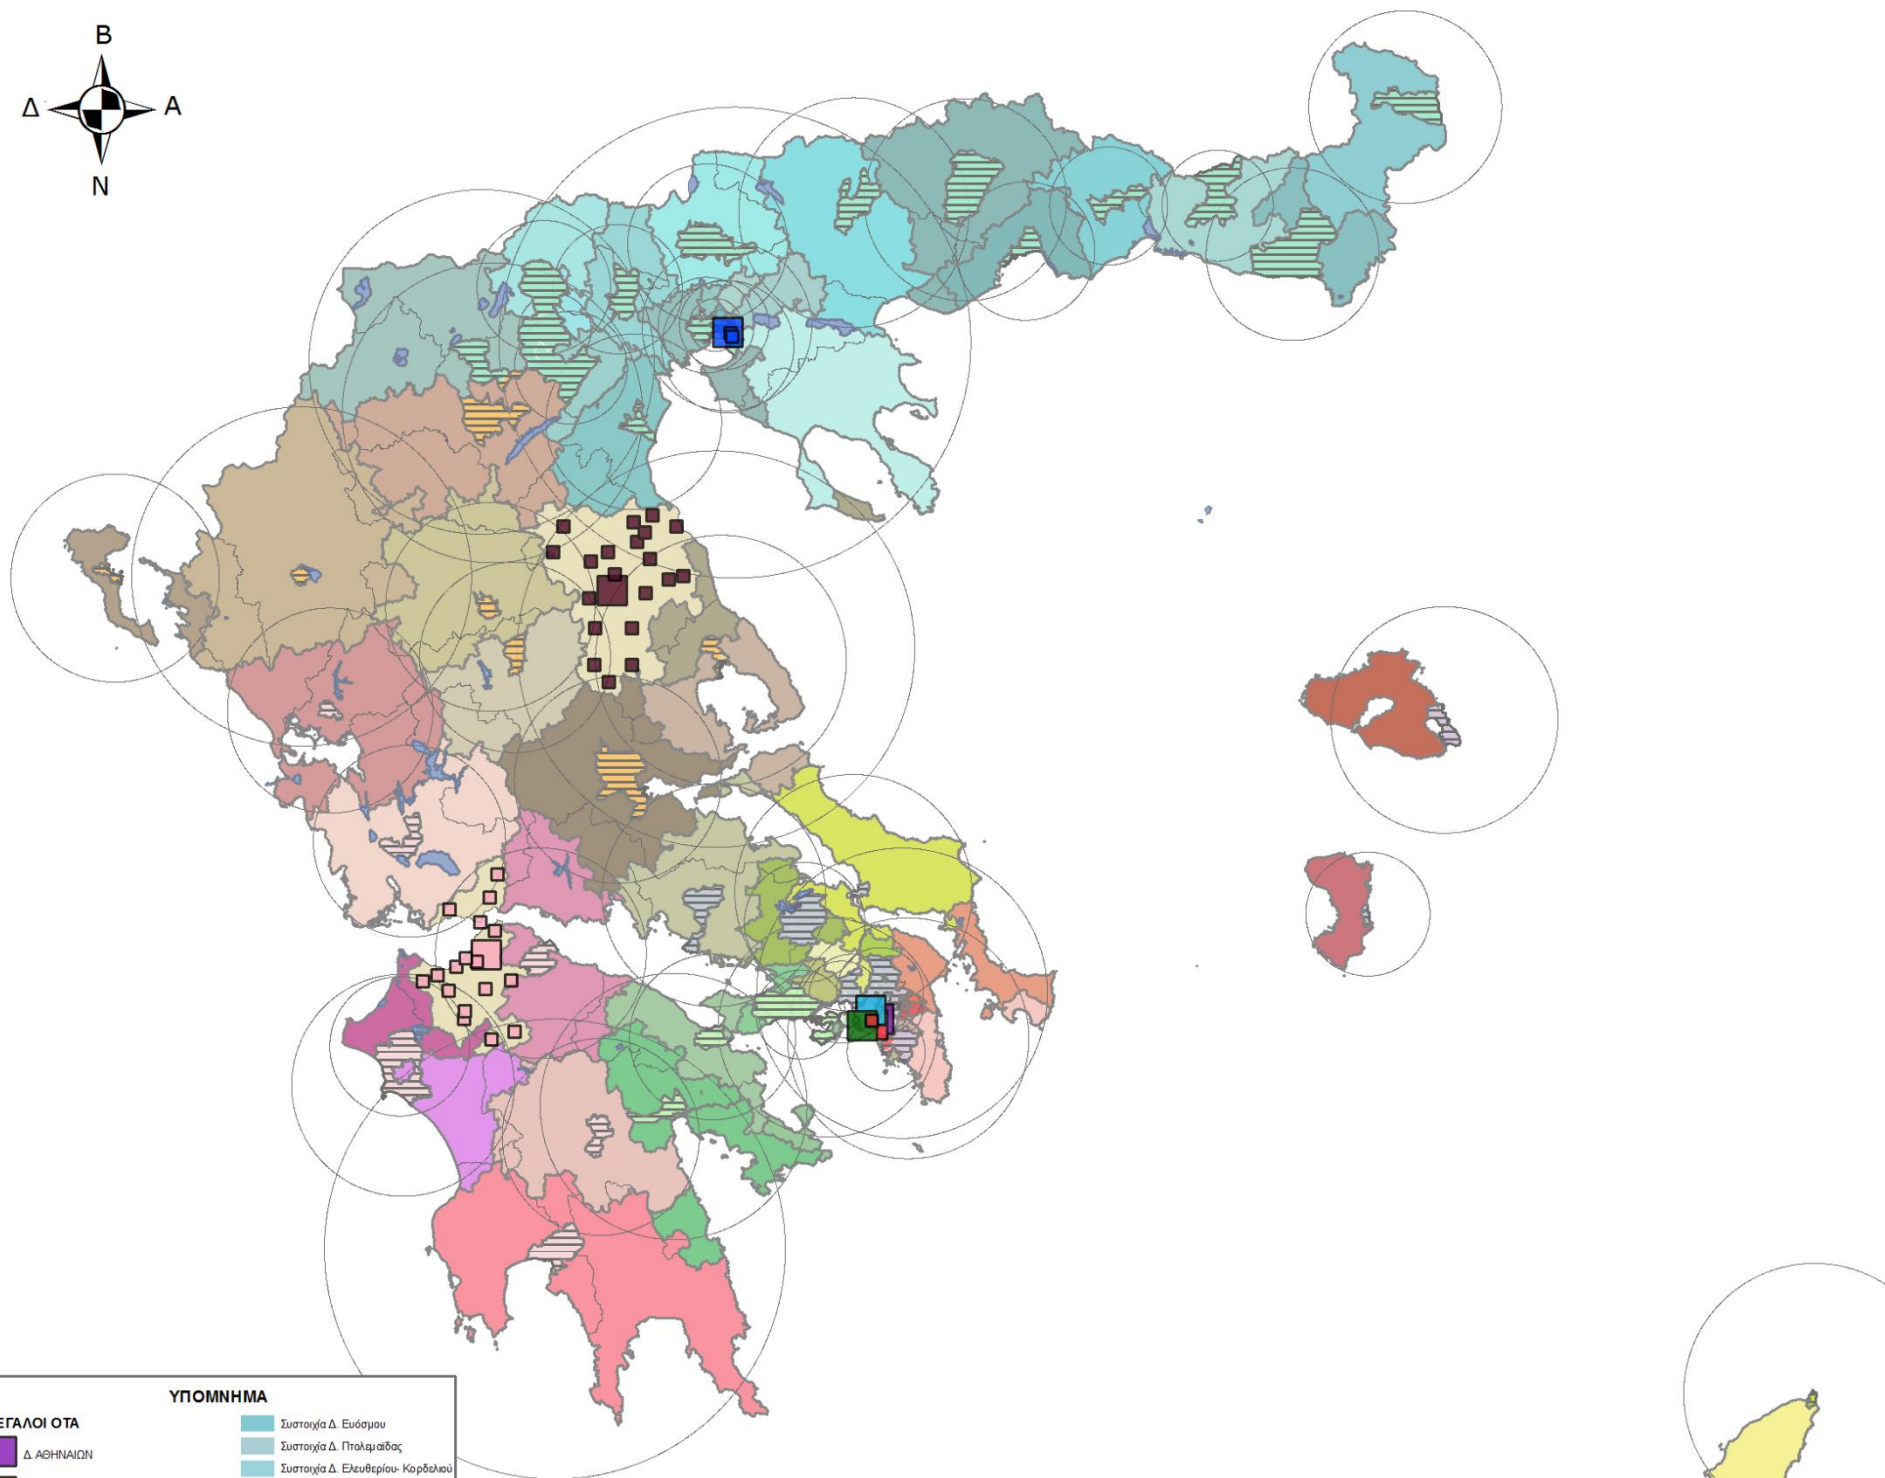 Β
Δ Α
Ν
ΥΠΟΜΝΗΜΑ
ΕΓΑΛΟΙ ΟΤΑ
Δ. ΑΘΗΝΑΙΩΝ
Συστοιχία Δ. Ευόσμου
Συστοιχία Δ. Πτολεμαΐδας
Συστοιχία Δ. Ελευθερίου- Κορδελιού